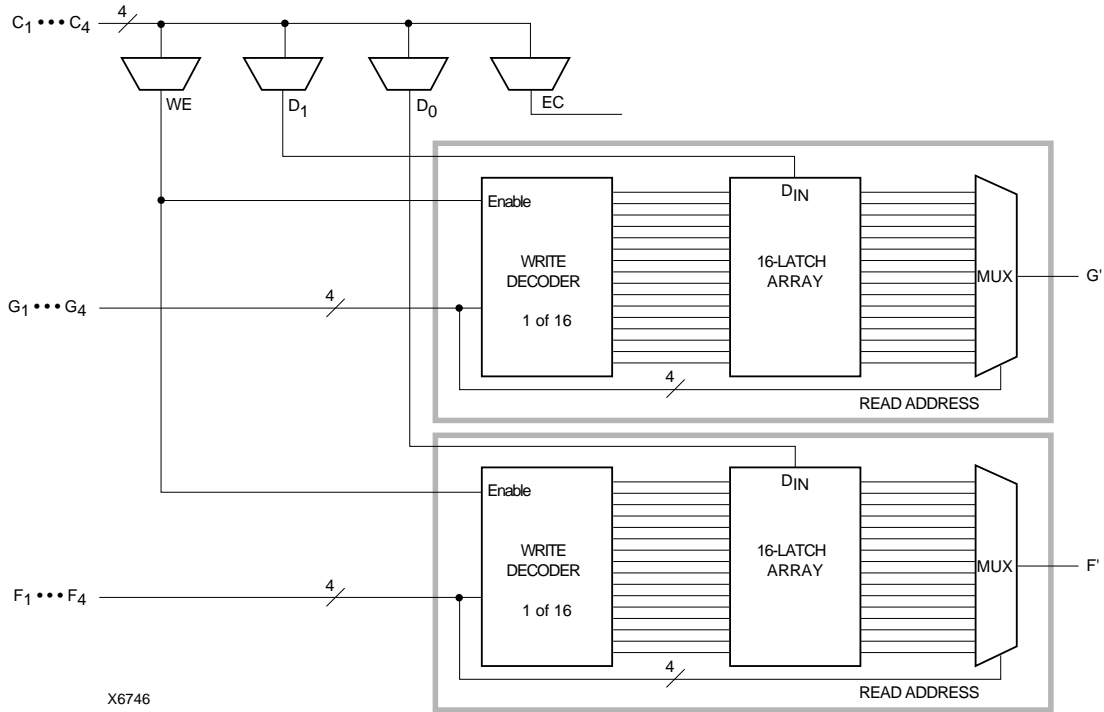 C1 ••• C4 4
WE D1 D0 EC
Enable
DIN
WRITE DECODER
1 of 16
16-LATCH ARRAY
MUX
G'
G1 ••• G4 4
4
READ ADDRESS
Enable
DIN
WRITE DECODER
1 of 16
16-LATCH ARRAY
MUX
F'
F1 ••• F4 4
4
READ ADDRESS
X6746